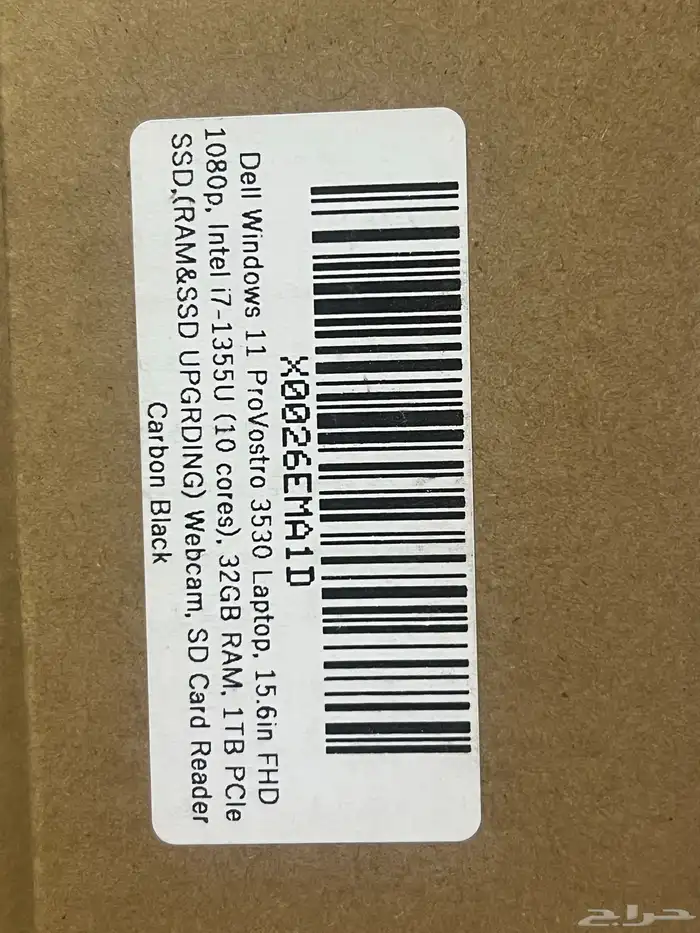 X0026EMA1D
Dell Windows 11 ProVostro 3530 Laptop, 15.6in FHD
1080p, Intel i7-1355U (10 cores), 32GB RAM, 1TB PCIe
SSD,(RAM&SSD UPGRDING) Webcam, SD Card Reader
Carbon Black
حراج